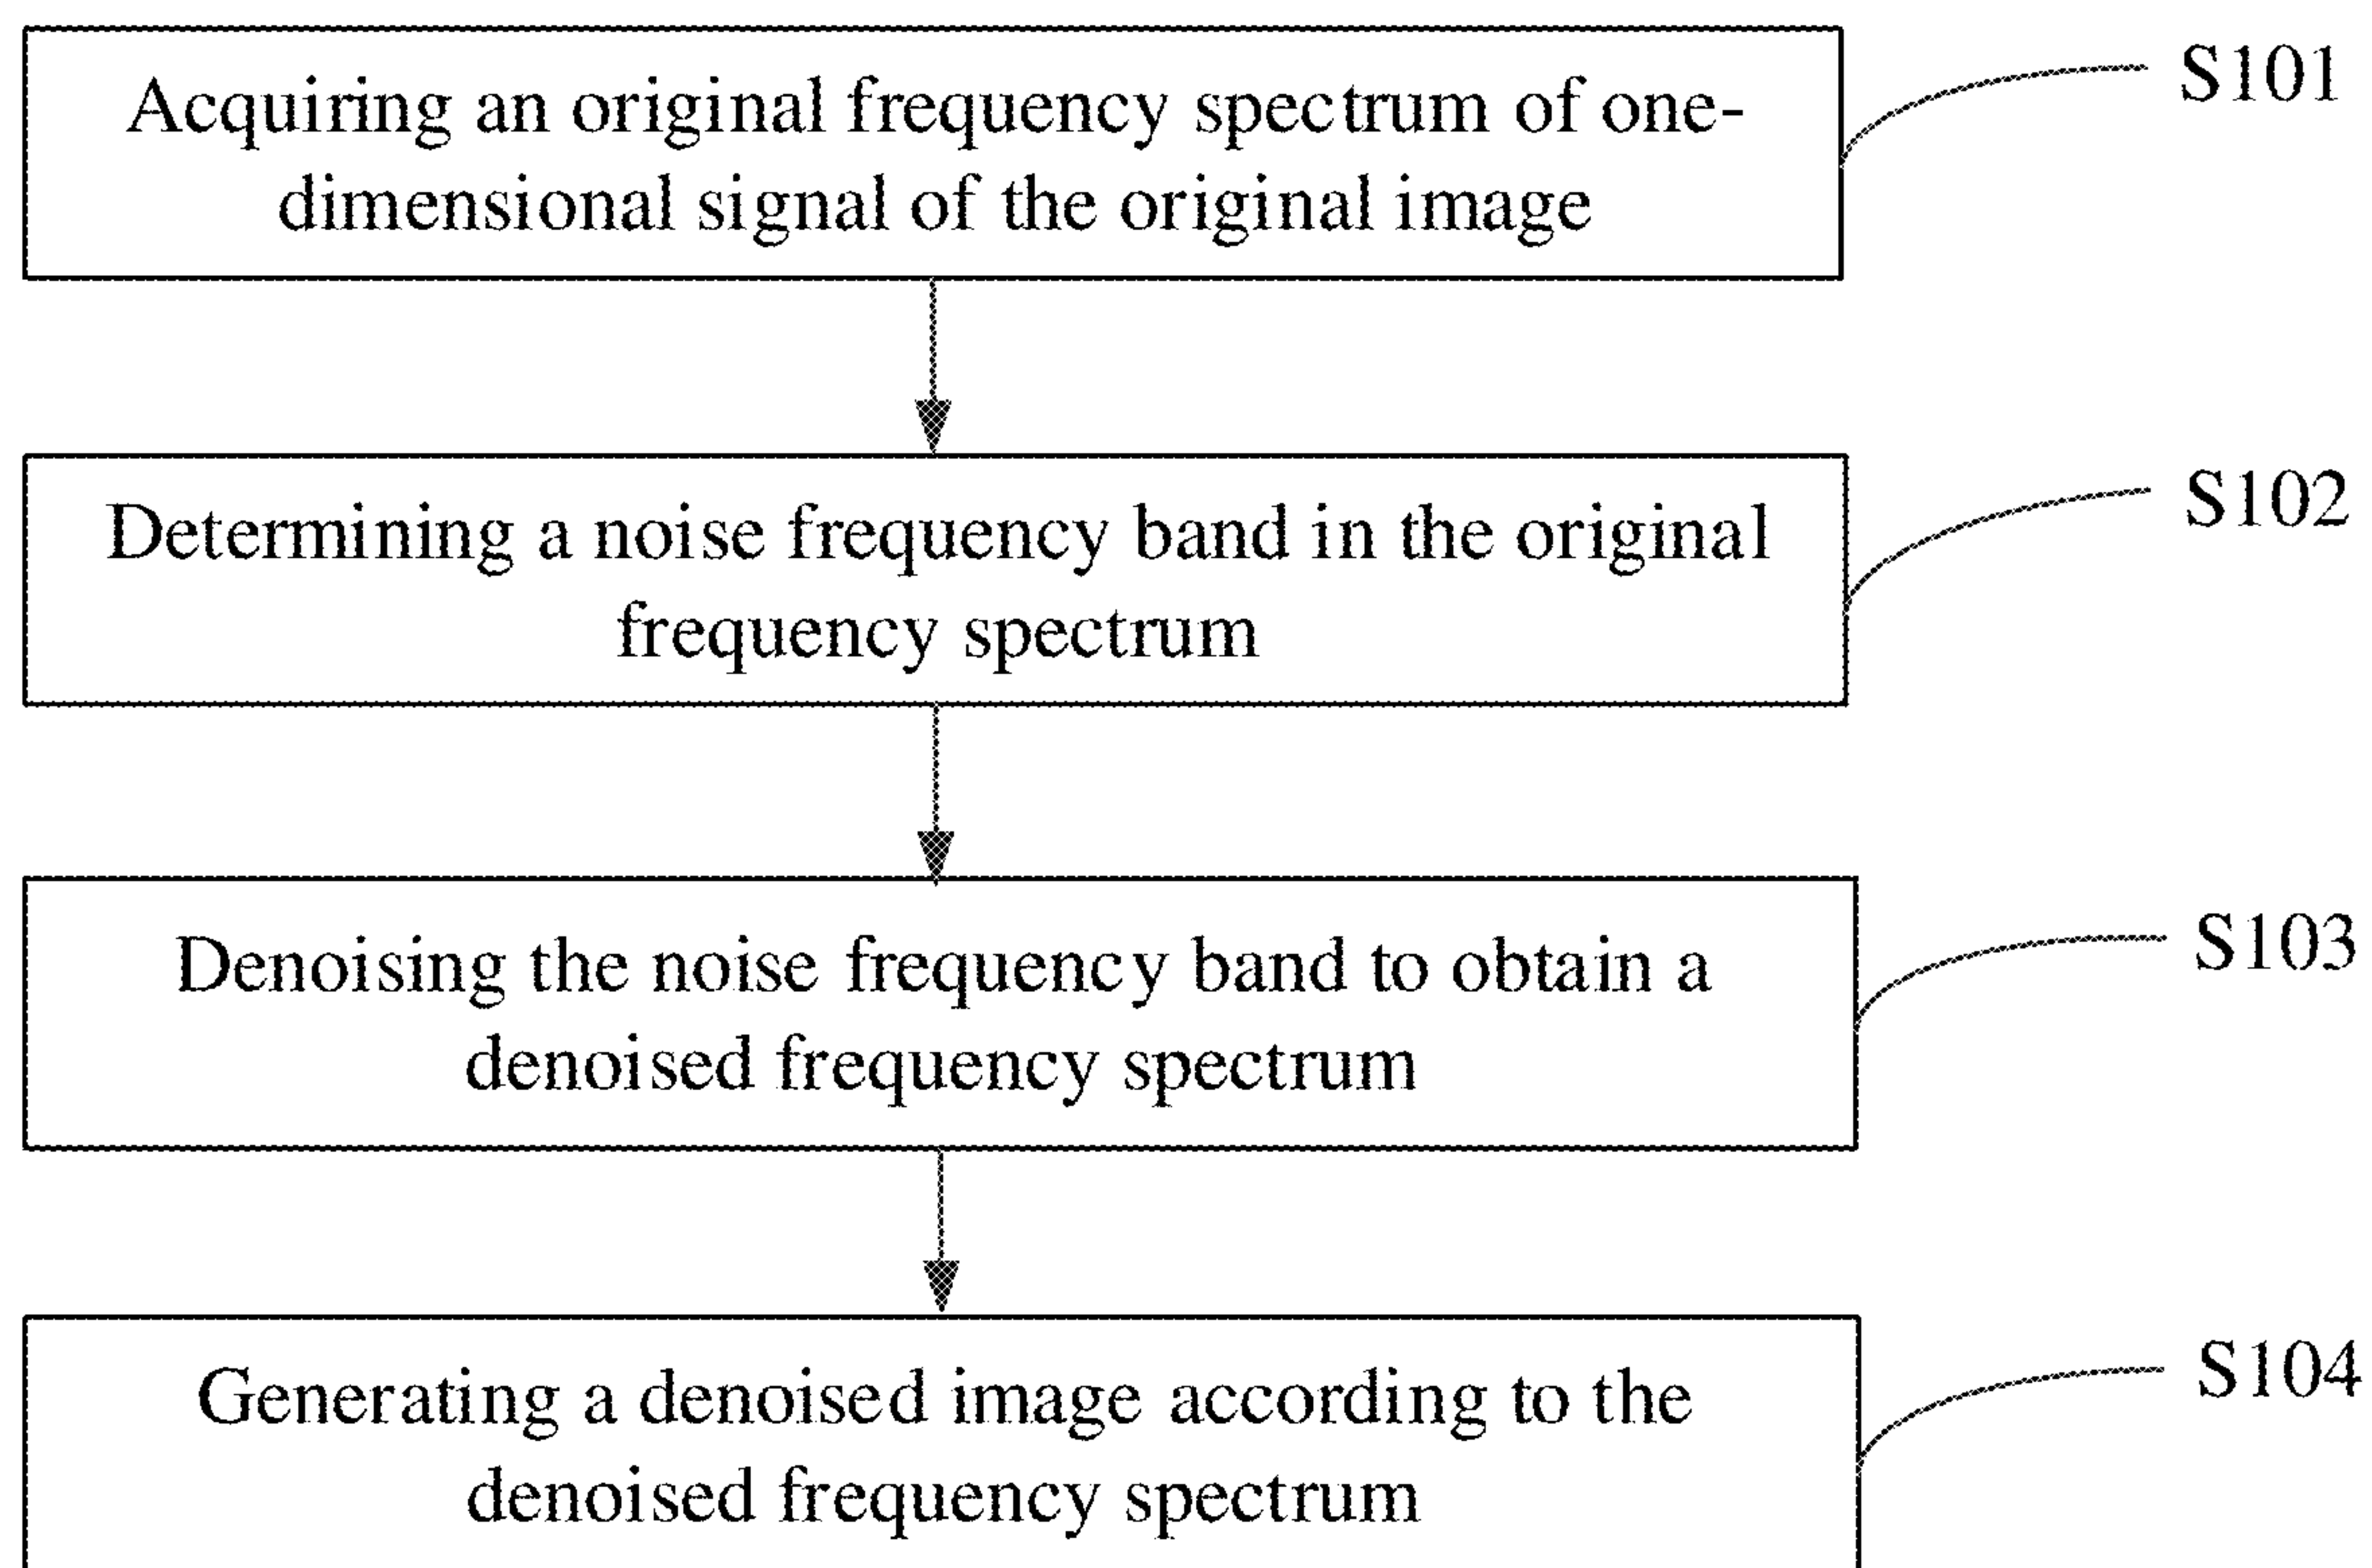 Acquiring an original frequency spectrum of one-
dimensional signal of the original image
S101
Determining a noise frequency band in the original
frequency spectrum
S102
Denoising the noise frequency band to obtain a
denoised frequency spectrum
S103
Generating a denoised image according to the
denoised frequency spectrum
S104